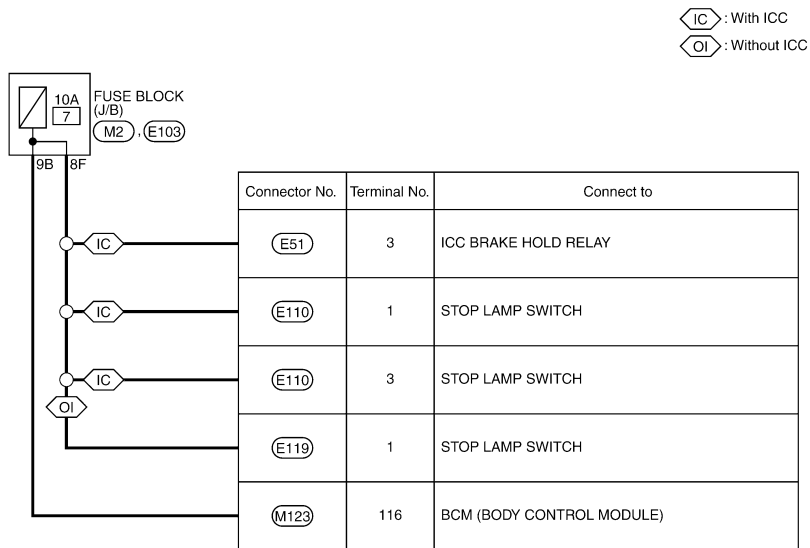 IC : With ICC
OI : Without ICC
10A
7
FUSE BLOCK
(J/B)
M2 , E103
9B 8F
Connector No. Terminal No. Connect to
IC E51 3 ICC BRAKE HOLD RELAY
IC E110 1 STOP LAMP SWITCH
IC E110 3 STOP LAMP SWITCH
OI
E119 1 STOP LAMP SWITCH
M123 116 BCM (BODY CONTROL MODULE)